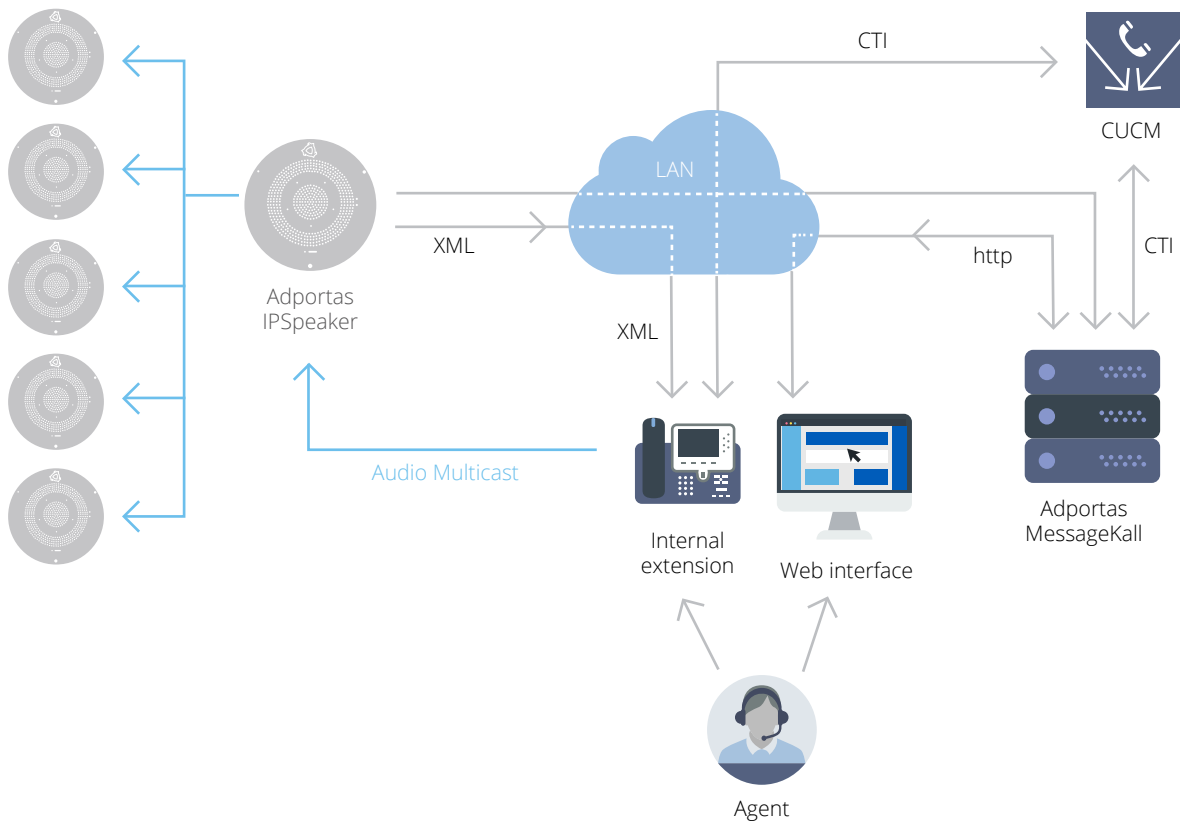 CTI
CUCM
LAN
XML
http
CTI
Adportas
IPSpeaker
XML
Audio Multicast
Internal
extension
Web interface
Adportas
MessageKall
Agent